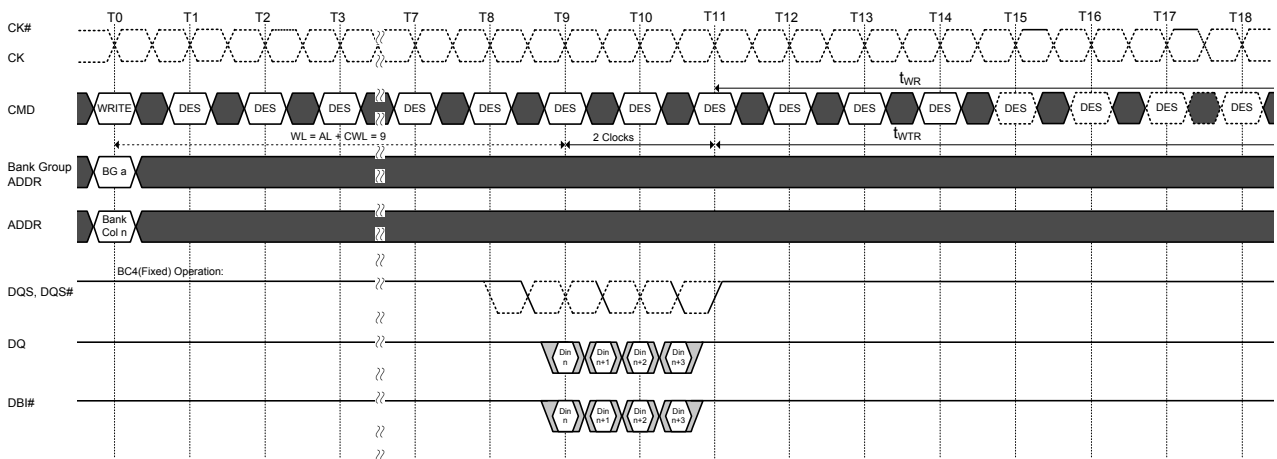 T0 T1 T2 T3 T7 T8 T9 T10 T11 T12 T13 T14 T15 T16 T17 T18
CK#
CK
tWR
CMD WRITE DES DES DES DES DES DES DES DES DES DES DES DES DES DES DES
WL = AL + CWL = 9 2 Clocks tWTR
Bank Group
ADDR
BG a
ADDR
Bank
Col n
BC4(Fixed) Operation:
DQS, DQS#
DQ
Din Din Din Din
n n+1 n+2 n+3
DBI#
Din Din Din Din
n n+1 n+2 n+3